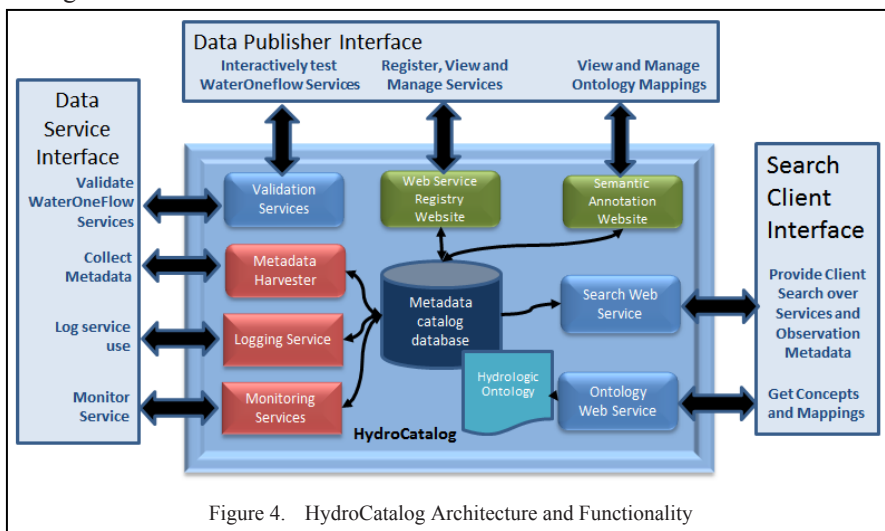 Data Publisher Interface
Interactively test
WaterOneflow Services
Register, View and
Manage Services
View and Manage
Ontology Mappings
Data
Service
Interface
Validate
WaterOneFlow
Services
Collect
Metadata
Log service
use
Monitor
Service
Validation
Services
Web Service
Registry
Website
Semantic
Annotation
Website
Metadata
Harvester
Logging Service
Monitoring
Services
Metadata
catalog
database
Search Web
Service
Hydrologic
Ontology
Ontology
Web Service
HydroCatalog
Search
Client
Interface
Provide Client
Search over
Services and
Observation
Metadata
Get Concepts
and Mappings
Figure 4. HydroCatalog Architecture and Functionality